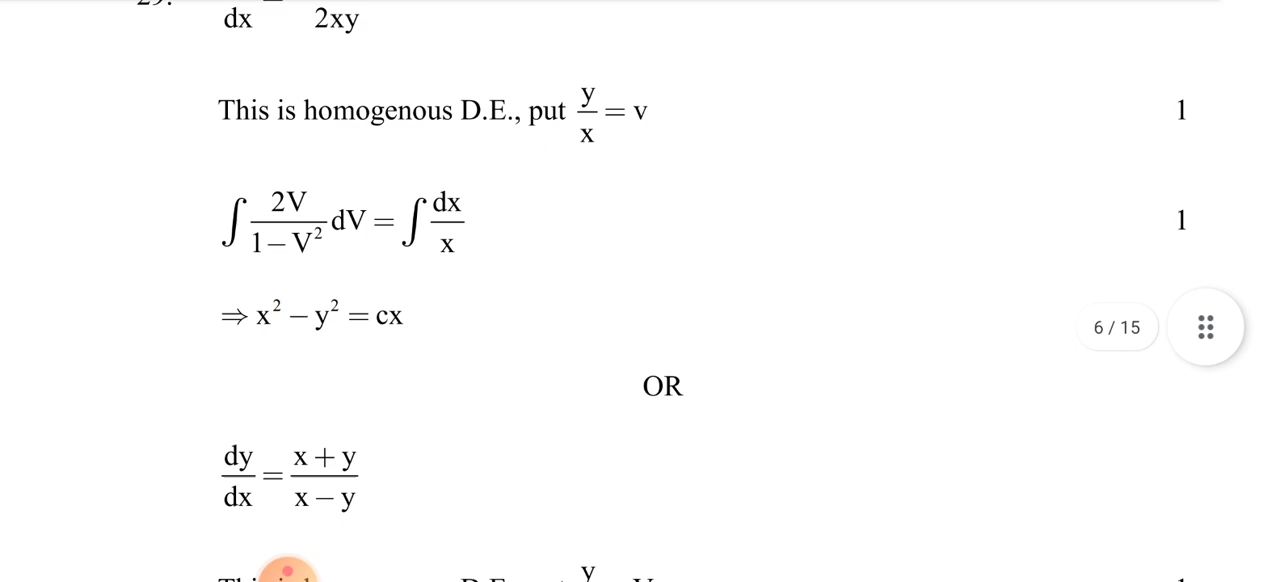 dx 2xy
This is homogenous D.E., put y/x = v 1
∫ 2V/(1 − V²) dV = ∫ dx/x 1
⇒ x² − y² = cx
6 / 15
OR
dy/dx = (x + y)/(x − y)